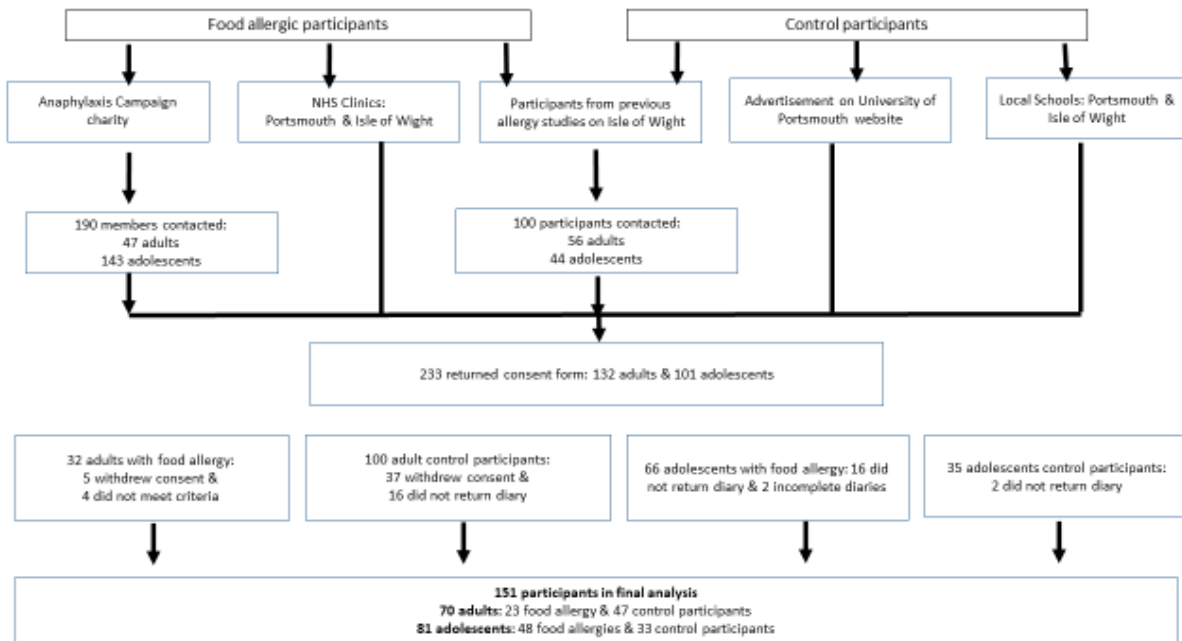 Food allergic participants
Control participants
Anaphylaxis Campaign
charity
NHS Clinics:
Portsmouth & Isle of Wight
Participants from previous
allergy studies on Isle of Wight
Advertisement on University of
Portsmouth website
Local Schools: Portsmouth &
Isle of Wight
190 members contacted:
47 adults
143 adolescents
100 participants contacted:
56 adults
44 adolescents
233 returned consent form: 132 adults & 101 adolescents
32 adults with food allergy:
5 withdrew consent &
4 did not meet criteria
100 adult control participants:
37 withdrew consent &
16 did not return diary
66 adolescents with food allergy: 16 did
not return diary & 2 incomplete diaries
35 adolescents control participants:
2 did not return diary
151 participants in final analysis
70 adults: 23 food allergy & 47 control participants
81 adolescents: 48 food allergies & 33 control participants